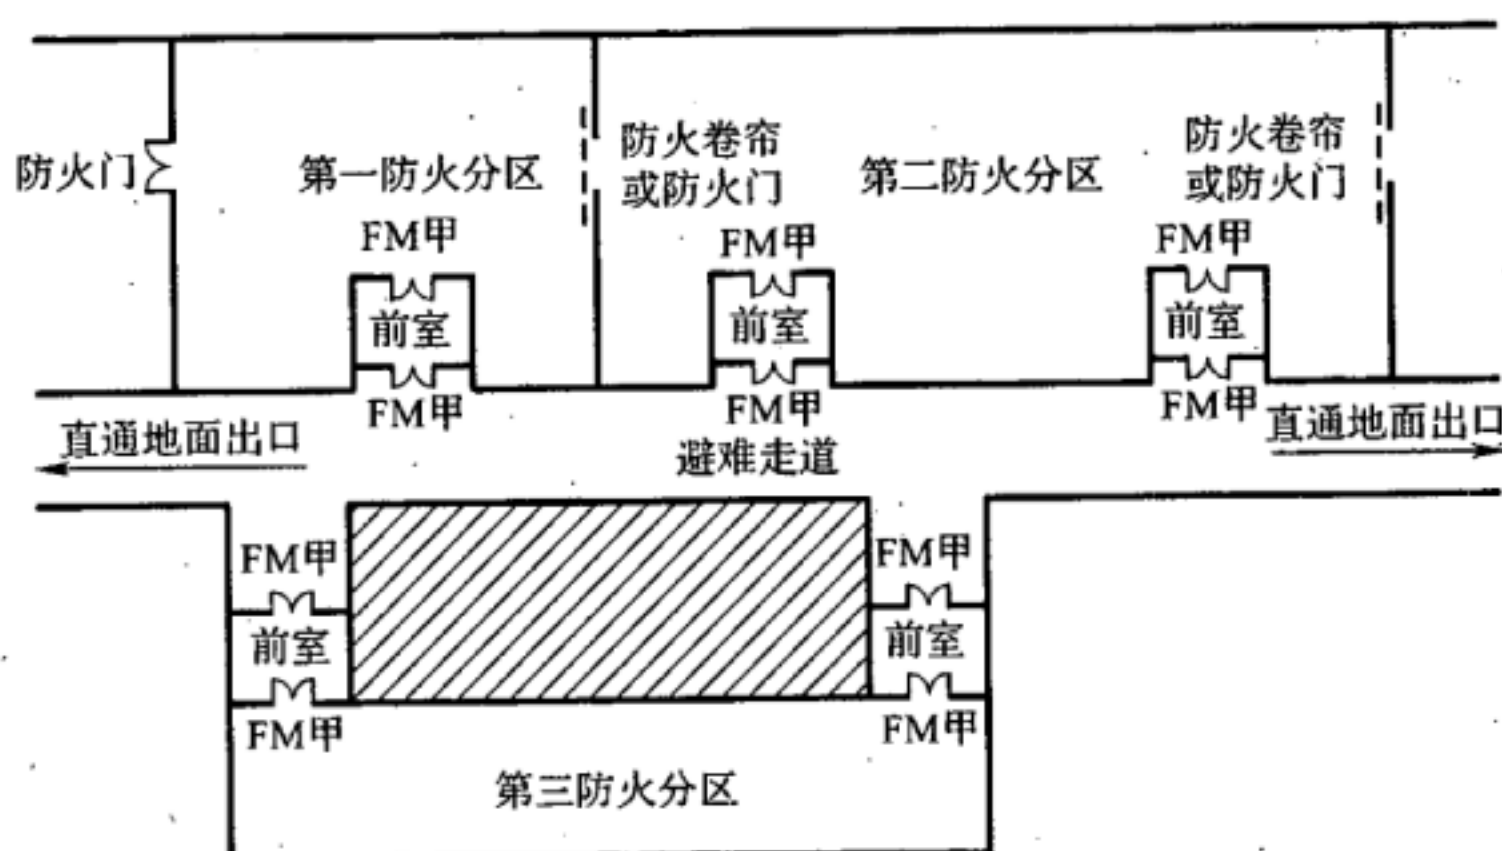 防火门
第一防火分区
防火卷帘
或防火门
第二防火分区
防火卷帘
或防火门
FM甲
FM甲
FM甲
前室
前室
前室
FM甲
FM甲
FM甲
直通地面出口
避难走道
直通地面出口
FM甲
FM甲
前室
前室
FM甲
FM甲
第三防火分区